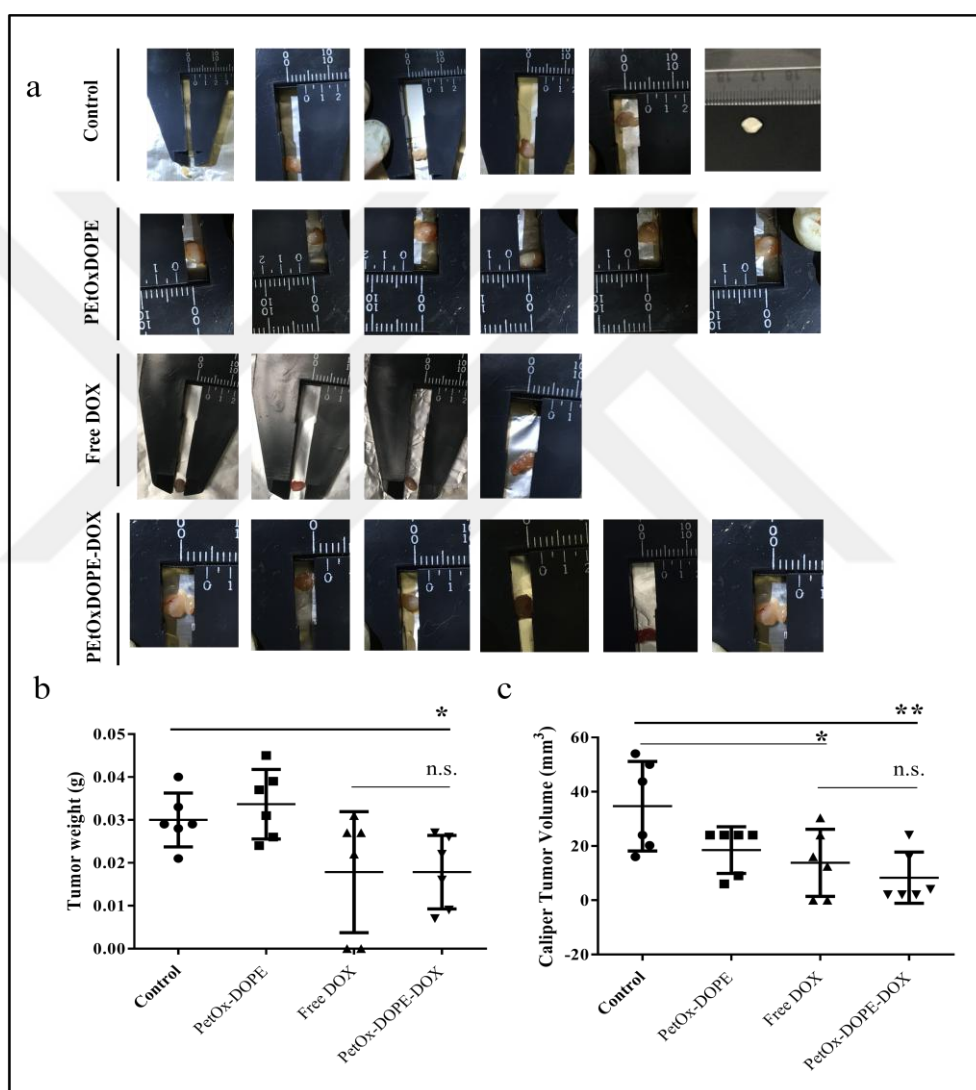 a
Control
PEtOxDOPE
Free DOX
PEtOxDOPE-DOX
b
*
n.s.
Tumor weight (g)
0.05
0.04
0.03
0.02
0.01
0.00
Control
PetOx-DOPE
Free DOX
PetOx-DOPE-DOX
c
**
*
n.s.
Caliper Tumor Volume (mm³)
60
40
20
0
-20
Control
PetOx-DOPE
Free DOX
PetOx-DOPE-DOX